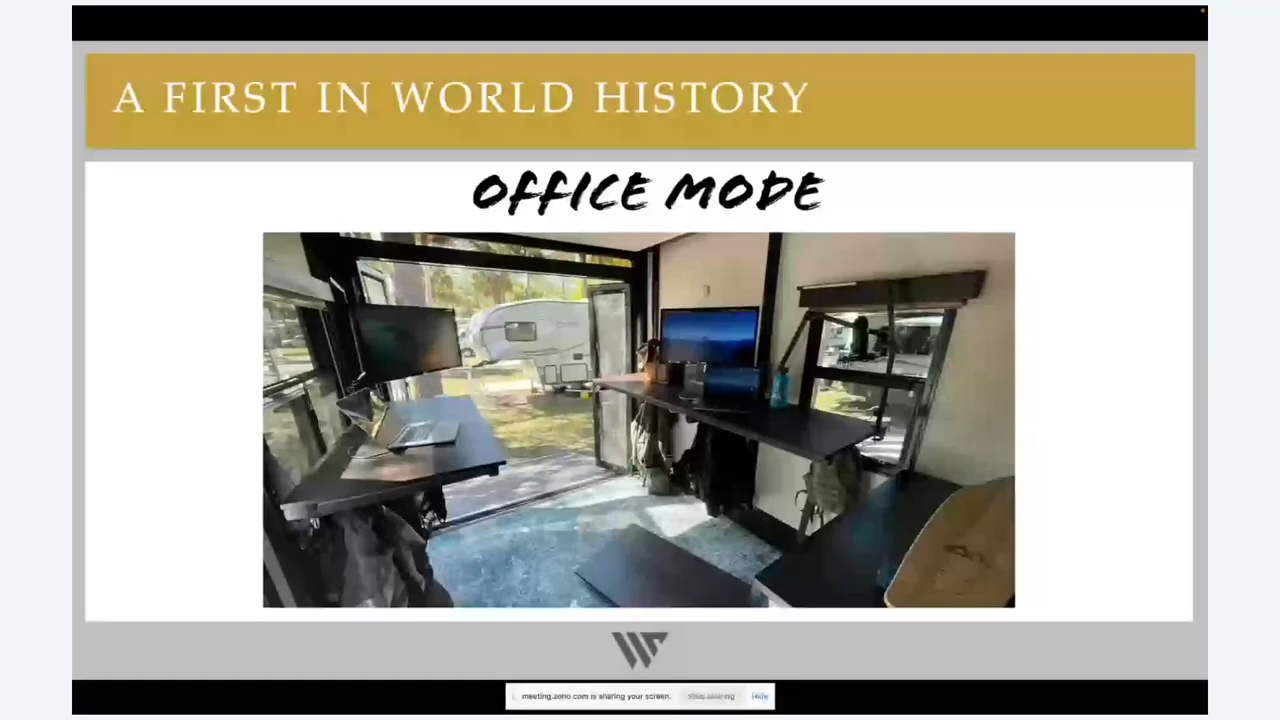 A FIRST IN WORLD HISTORY
OFFICE MODE
meeting.zoho.com is sharing your screen. Stop sharing Hide